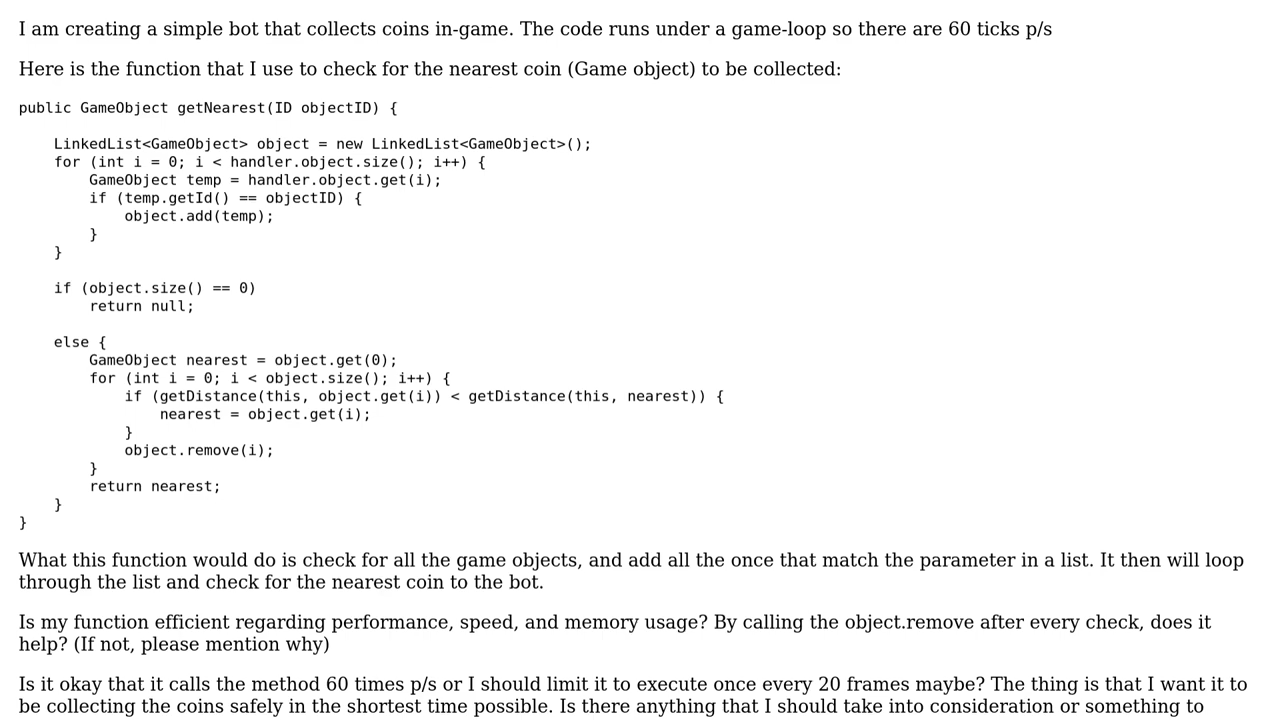 I am creating a simple bot that collects coins in-game. The code runs under a game-loop so there are 60 ticks p/s
Here is the function that I use to check for the nearest coin (Game object) to be collected:
public GameObject getNearest(ID objectID) {
    LinkedList<GameObject> object = new LinkedList<GameObject>();
    for (int i = 0; i < handler.object.size(); i++) {
        GameObject temp = handler.object.get(i);
        if (temp.getId() == objectID) {
            object.add(temp);
        }
    }
    if (object.size() == 0)
        return null;
    else {
        GameObject nearest = object.get(0);
        for (int i = 0; i < object.size(); i++) {
            if (getDistance(this, object.get(i)) < getDistance(this, nearest)) {
                nearest = object.get(i);
            }
            object.remove(i);
        }
        return nearest;
    }
}
What this function would do is check for all the game objects, and add all the once that match the parameter in a list. It then will loop
through the list and check for the nearest coin to the bot.
Is my function efficient regarding performance, speed, and memory usage? By calling the object.remove after every check, does it
help? (If not, please mention why)
Is it okay that it calls the method 60 times p/s or I should limit it to execute once every 20 frames maybe? The thing is that I want it to
be collecting the coins safely in the shortest time possible. Is there anything that I should take into consideration or something to